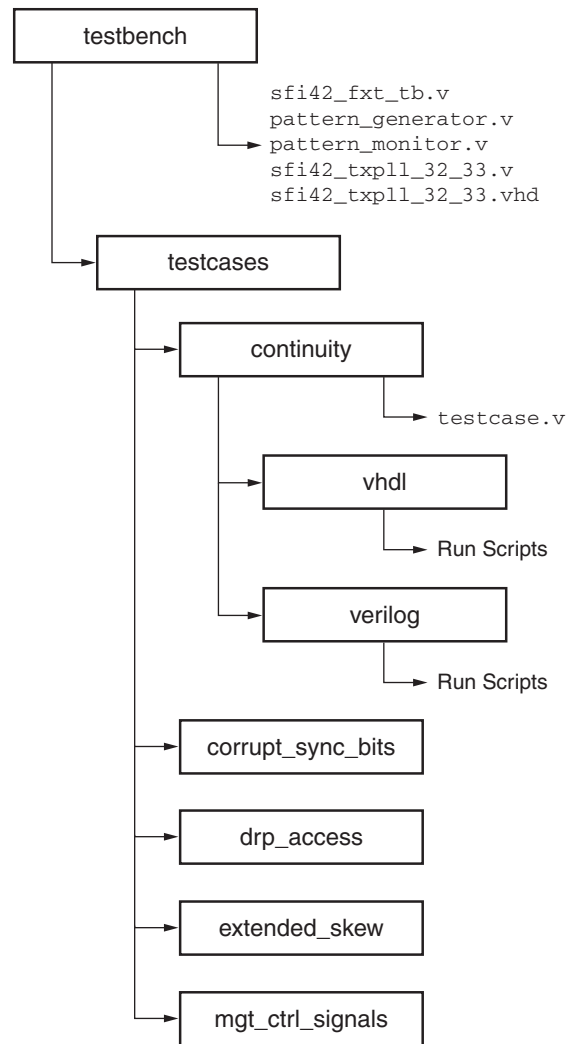 testbench
sfi42_fxt_tb.v
pattern_generator.v
pattern_monitor.v
sfi42_txpll_32_33.v
sfi42_txpll_32_33.vhd
testcases
continuity
testcase.v
vhdl
Run Scripts
verilog
Run Scripts
corrupt_sync_bits
drp_access
extended_skew
mgt_ctrl_signals